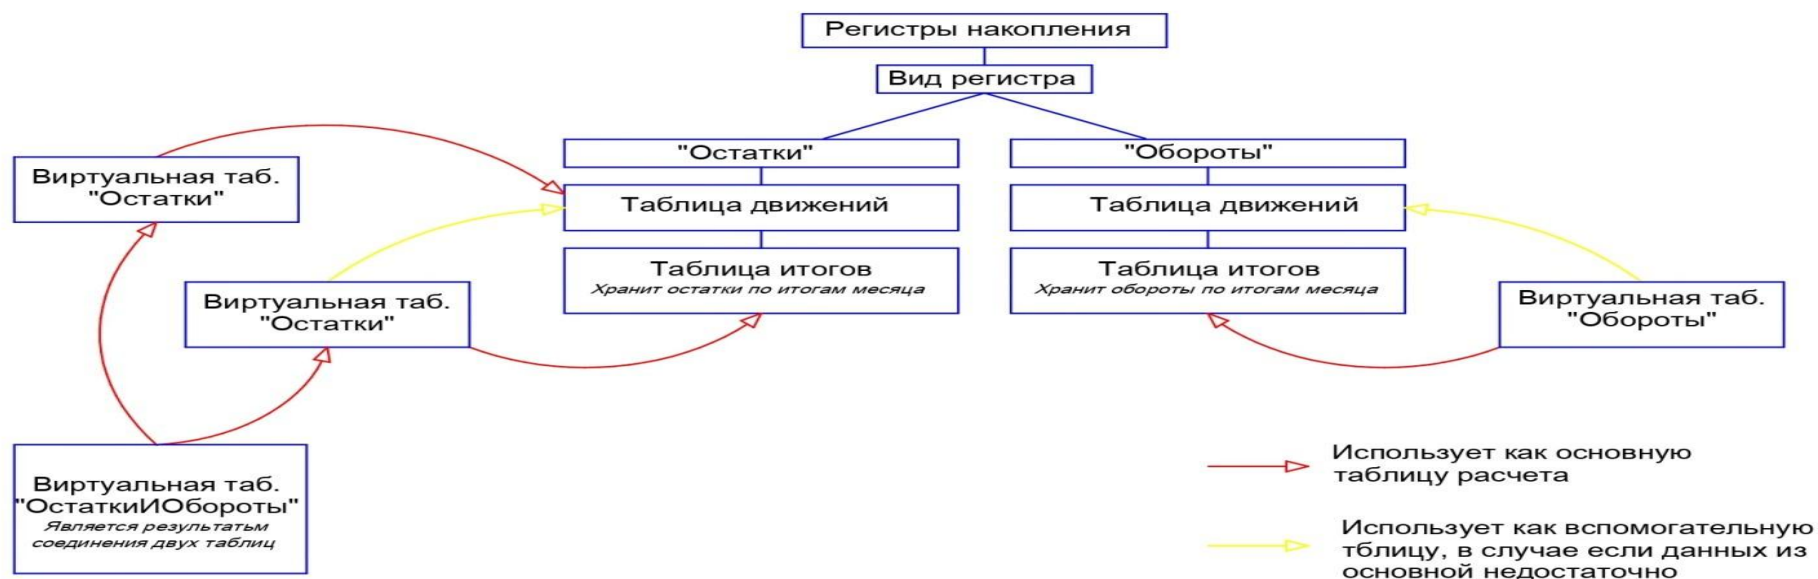 Регистры накопления
Вид регистра
"Остатки"
"Обороты"
Виртуальная таб.
"Остатки"
Таблица движений
Таблица движений
Таблица итогов
Хранит остатки по итогам месяца
Таблица итогов
Хранит обороты по итогам месяца
Виртуальная таб.
"Остатки"
Виртуальная таб.
"Обороты"
Виртуальная таб.
"ОстаткиИОбороты"
Является результатьм
соединения двух таблиц
Использует как основную
таблицу расчета
Использует как вспомогательную
тблицу, в случае если данных из
основной недостаточно